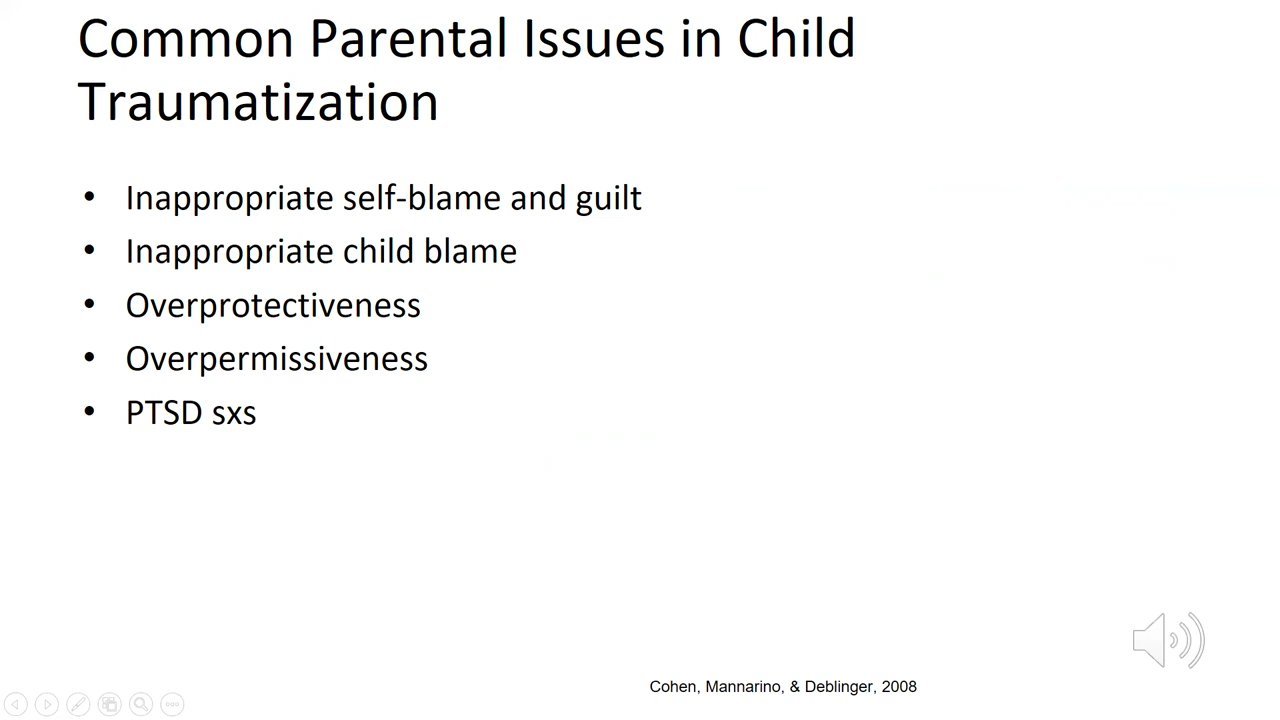 Common Parental Issues in Child
Traumatization
• Inappropriate self-blame and guilt
• Inappropriate child blame
• Overprotectiveness
• Overpermissiveness
• PTSD sxs
Cohen, Mannarino, & Deblinger, 2008